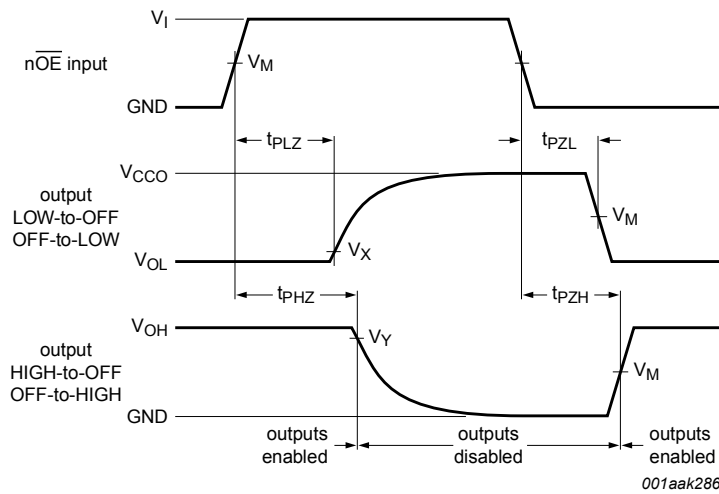 V_I
nOE input
V_M
GND
t_PLZ
t_PZL
V_CCO
output
LOW-to-OFF
OFF-to-LOW
V_M
V_X
V_OL
t_PHZ
t_PZH
V_OH
V_Y
output
HIGH-to-OFF
OFF-to-HIGH
V_M
GND
outputs
enabled
outputs
disabled
outputs
enabled
001aak286